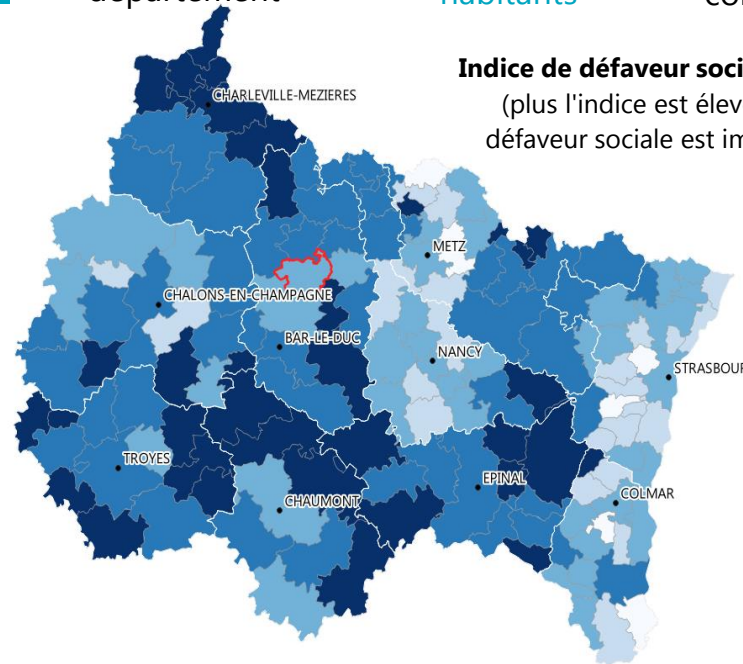 département
habitants
Indice de défaveur soci
(plus l'indice est élev
défaveur sociale est im
CHARLEVILLE-MEZIERES
METZ
CHALONS-EN-CHAMPAGNE
BAR-LE-DUC
NANCY
STRASBOUR
TROYES
EPINAL
CHAUMONT
COLMAR